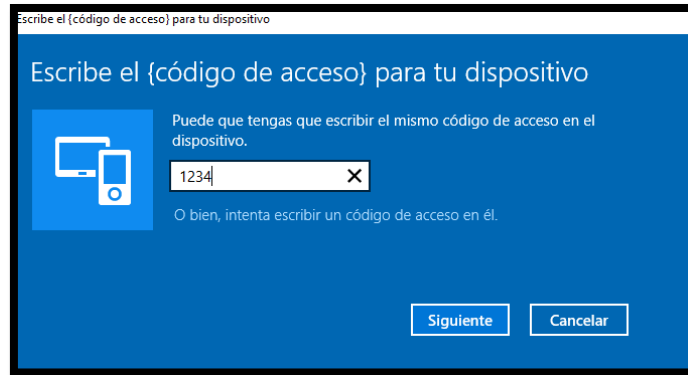 Escribe el {código de acceso} para tu dispositivo
Escribe el {código de acceso} para tu dispositivo
Puede que tengas que escribir el mismo código de acceso en el
dispositivo.
1234
O bien, intenta escribir un código de acceso en él.
Siguiente
Cancelar